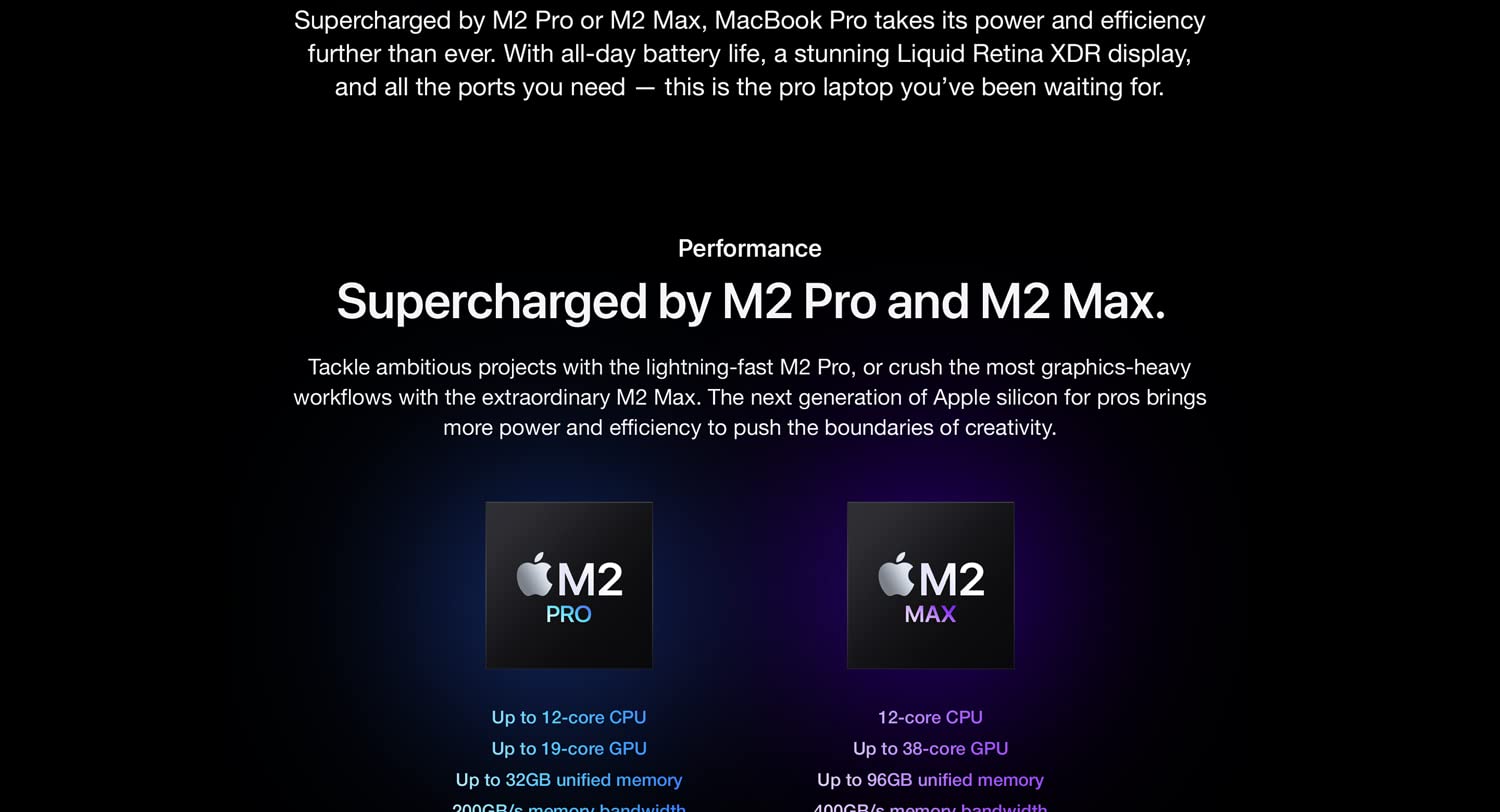 Supercharged by M2 Pro or M2 Max, MacBook Pro takes its power and efficiency
further than ever. With all-day battery life, a stunning Liquid Retina XDR display,
and all the ports you need — this is the pro laptop you’ve been waiting for.
Performance
Supercharged by M2 Pro and M2 Max.
Tackle ambitious projects with the lightning-fast M2 Pro, or crush the most graphics-heavy
workflows with the extraordinary M2 Max. The next generation of Apple silicon for pros brings
more power and efficiency to push the boundaries of creativity.
M2
PRO
M2
MAX
Up to 12-core CPU
Up to 19-core GPU
Up to 32GB unified memory
200GB/s memory bandwidth
12-core CPU
Up to 38-core GPU
Up to 96GB unified memory
400GB/s memory bandwidth